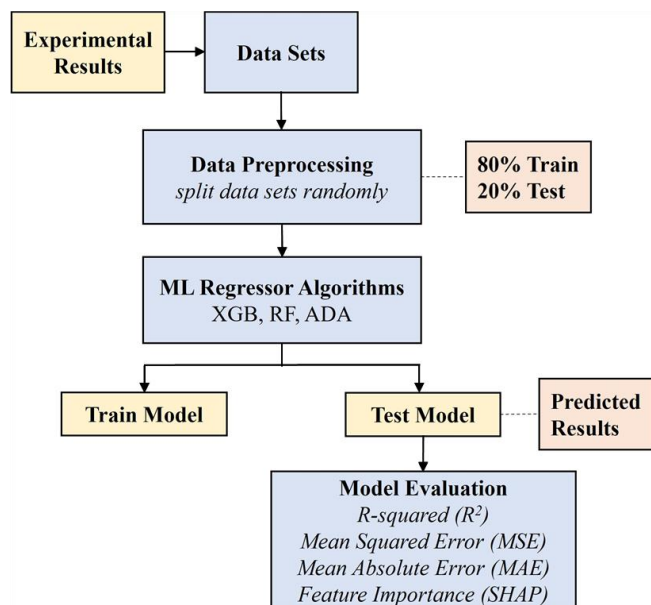 Experimental
Results
Data Sets
Data Preprocessing
split data sets randomly
80% Train
20% Test
ML Regressor Algorithms
XGB, RF, ADA
Train Model
Test Model
Predicted
Results
Model Evaluation
R-squared (R²)
Mean Squared Error (MSE)
Mean Absolute Error (MAE)
Feature Importance (SHAP)